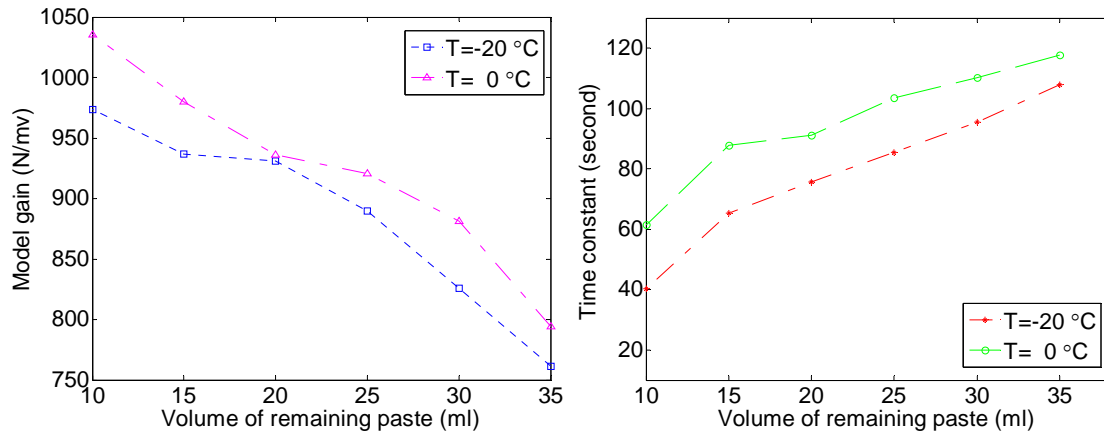 1050
1000
950
900
850
800
750
Model gain (N/mv)
T=-20 °C
T= 0 °C
10 15 20 25 30 35
Volume of remaining paste (ml)
120
100
80
60
40
20
Time constant (second)
T=-20 °C
T= 0 °C
10 15 20 25 30 35
Volume of remaining paste (ml)